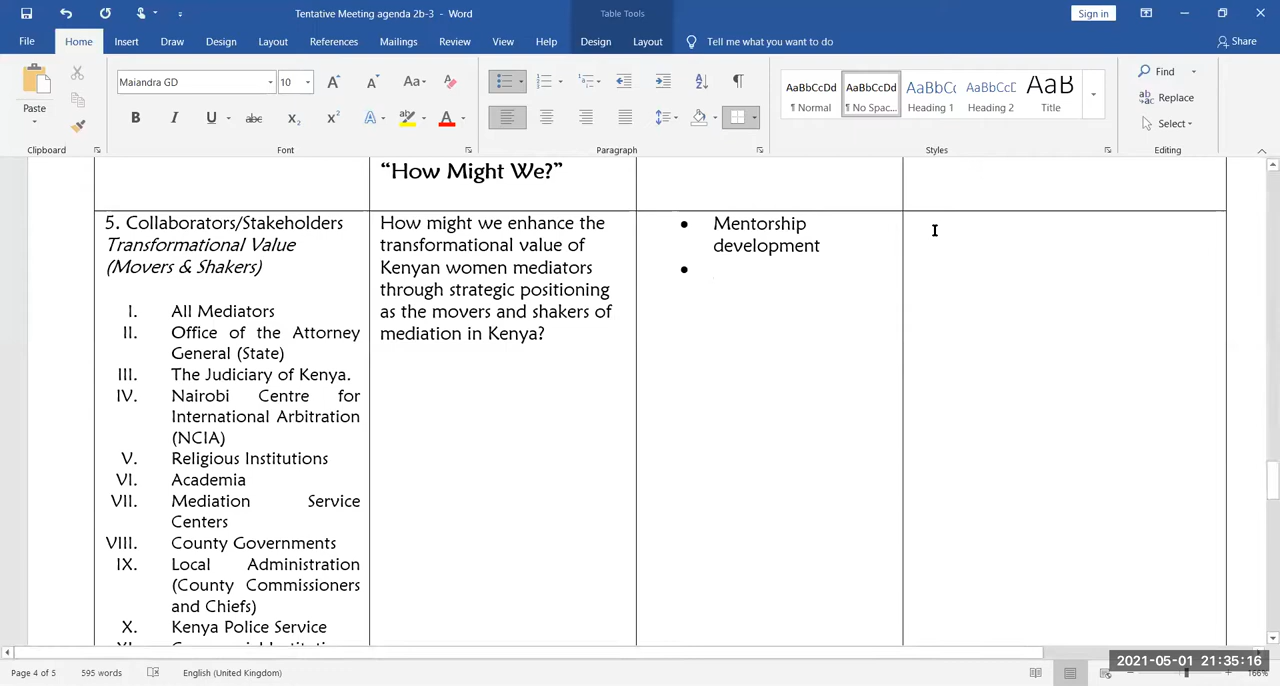 Tentative Meeting agenda 2b-3 - Word
Table Tools
Sign in
File
Home
Insert
Draw
Design
Layout
References
Mailings
Review
View
Help
Design
Layout
Tell me what you want to do
Share
Paste
Clipboard
Maiandra GD
10
Font
Paragraph
AaBbCcDd
¶ Normal
AaBbCcDd
¶ No Spac...
AaBbCc
Heading 1
AaBbCcD
Heading 2
AaB
Title
Styles
Find
Replace
Select
Editing
“How Might We?”
5. Collaborators/Stakeholders
Transformational Value
(Movers & Shakers)
I. All Mediators
II. Office of the Attorney
General (State)
III. The Judiciary of Kenya.
IV. Nairobi Centre for
International Arbitration
(NCIA)
V. Religious Institutions
VI. Academia
VII. Mediation Service
Centers
VIII. County Governments
IX. Local Administration
(County Commissioners
and Chiefs)
X. Kenya Police Service
How might we enhance the
transformational value of
Kenyan women mediators
through strategic positioning
as the movers and shakers of
mediation in Kenya?
• Mentorship
development
•
Page 4 of 5
595 words
English (United Kingdom)
2021-05-01 21:35:16
166%